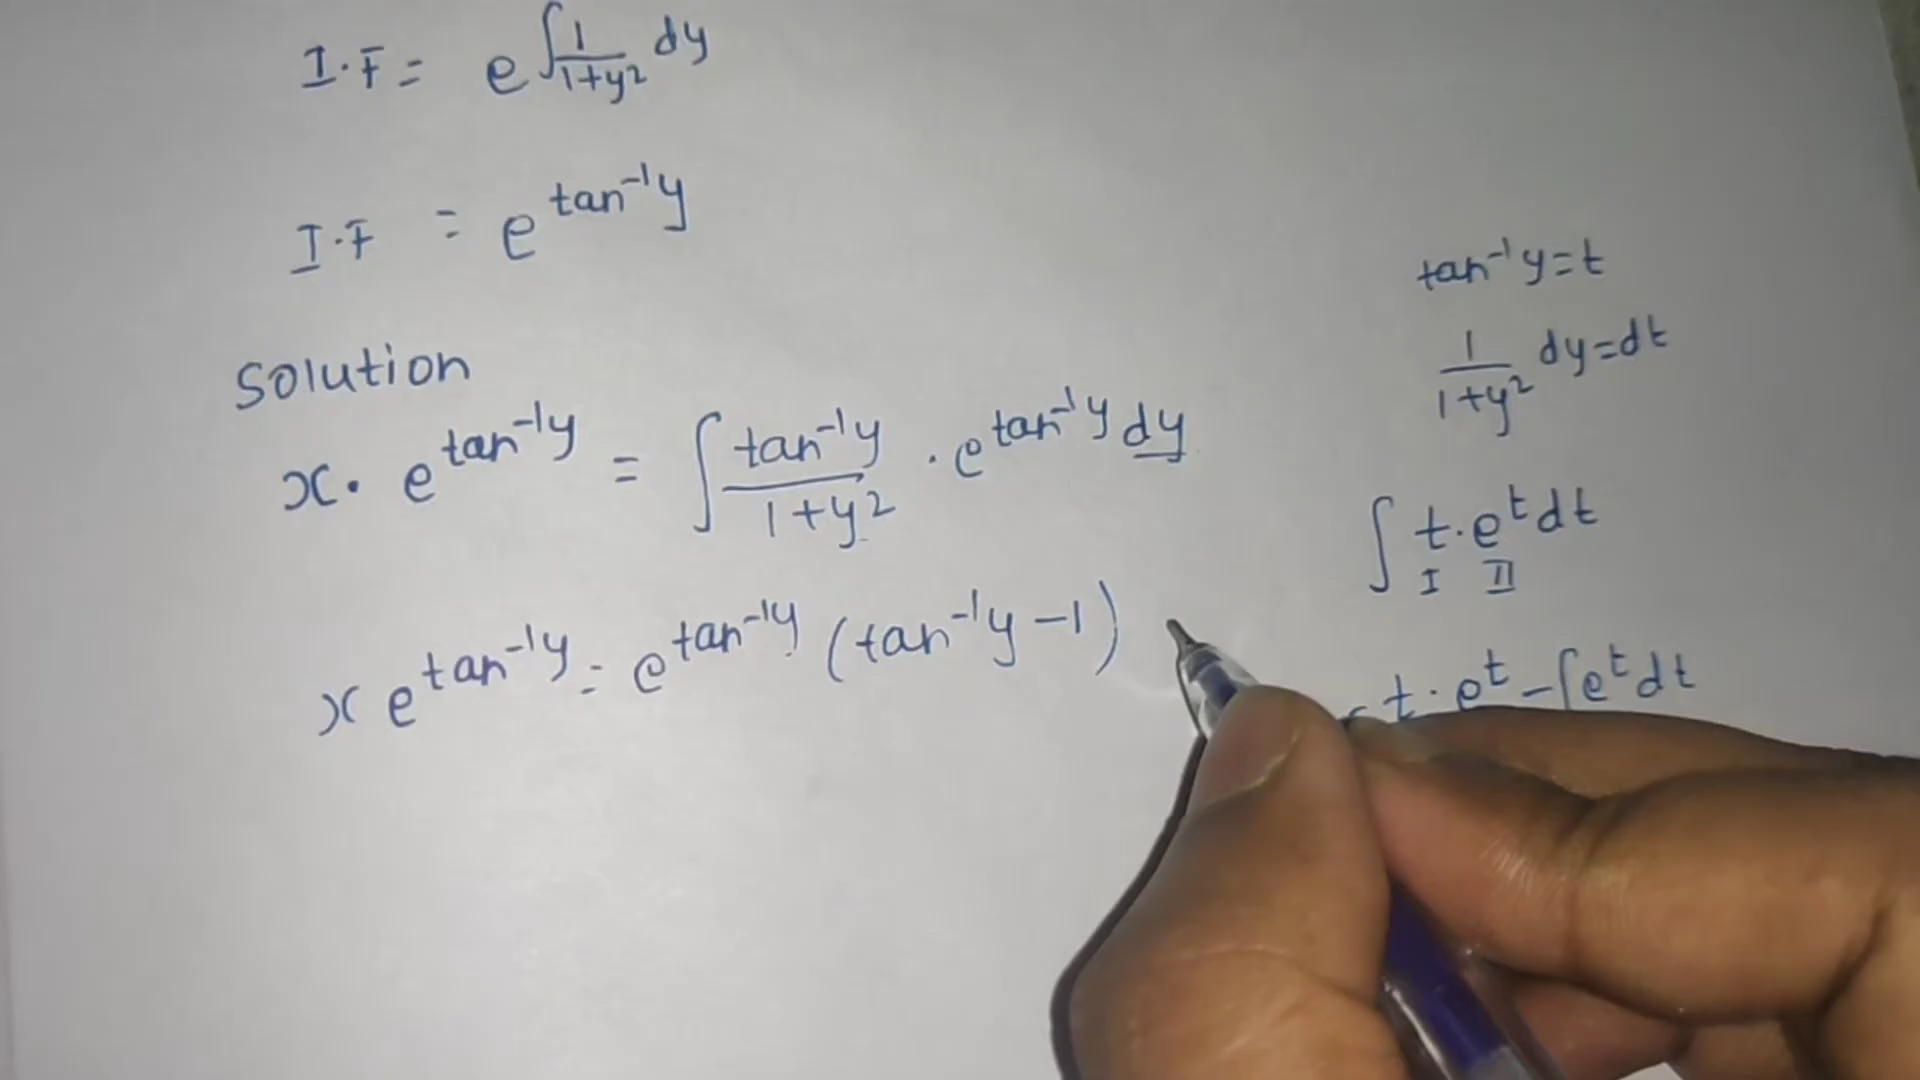 I.F = e^∫ 1/1+y² dy
I.F = e^tan⁻¹y
Solution
x. e^tan⁻¹y = ∫ tan⁻¹y/1+y² . e^tan⁻¹y dy
x e^tan⁻¹y = e^tan⁻¹y (tan⁻¹y -1)
tan⁻¹y=t
1/1+y² dy=dt
∫ t.e^t dt
I II
t.e^t - ∫e^t dt